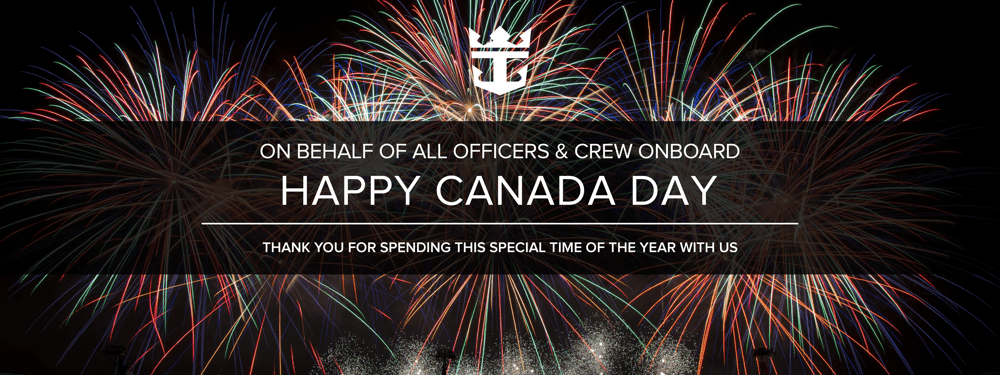 ON BEHALF OF ALL OFFICERS & CREW ONBOARD
HAPPY CANADA DAY
THANK YOU FOR SPENDING THIS SPECIAL TIME OF THE YEAR WITH US